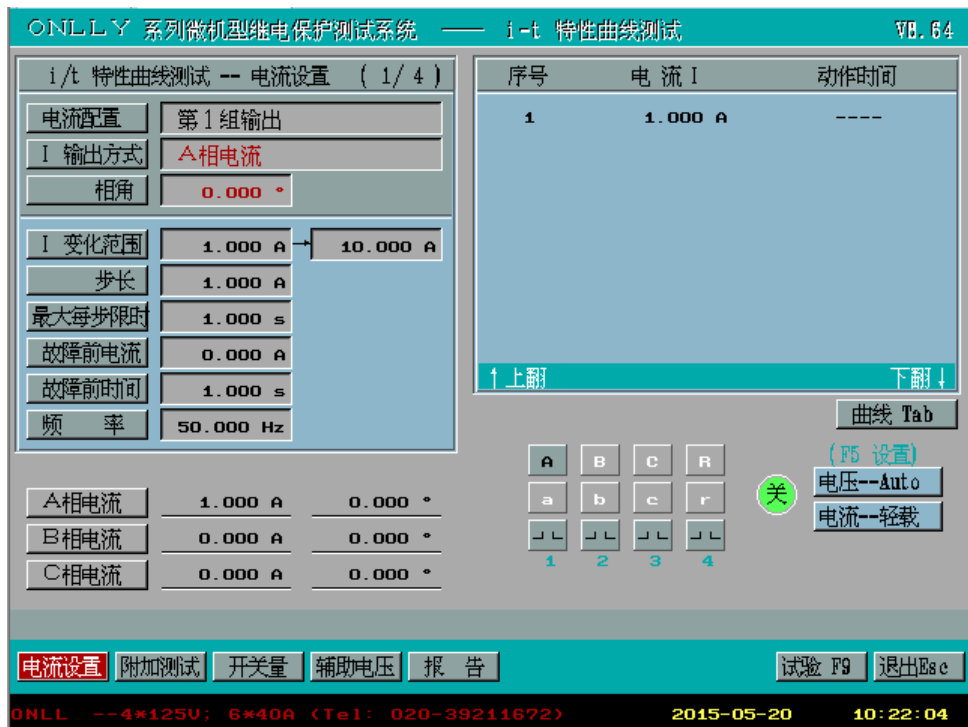 ONLLY 系列微机型继电保护测试系统 —— i-t 特性曲线测试 V8.64
i/t 特性曲线测试 -- 电流设置 ( 1/ 4 )
电流配置 第1组输出
I 输出方式 A相电流
相角 0.000 °
I 变化范围 1.000 A → 10.000 A
步长 1.000 A
最大每步限时 1.000 s
故障前电流 0.000 A
故障前时间 1.000 s
频 率 50.000 Hz
序号 电 流 I 动作时间
1 1.000 A ----
↑上翻 下翻↓
曲线 Tab
A B C R
a b c r
1 2 3 4
关
(F5 设置)
电压--Auto
电流--轻载
A相电流 1.000 A 0.000 °
B相电流 0.000 A 0.000 °
C相电流 0.000 A 0.000 °
电流设置 附加测试 开关量 辅助电压 报 告 试验 F9 退出Esc
ONLL --4*125V; 6*40A (Tel: 020-39211672) 2015-05-20 10:22:04